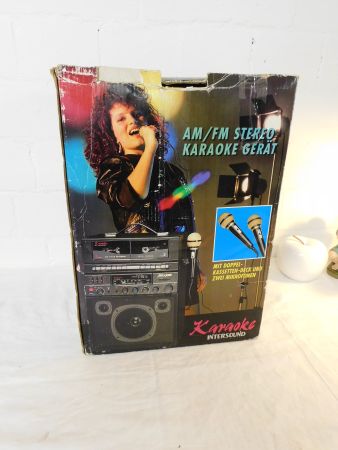 AM/FM STEREO
KARAOKE GERÄT
MIT DOPPEL-
KASSETTEN-DECK UND
ZWEI MIKROFONEN
Karaoke
INTERSOUND